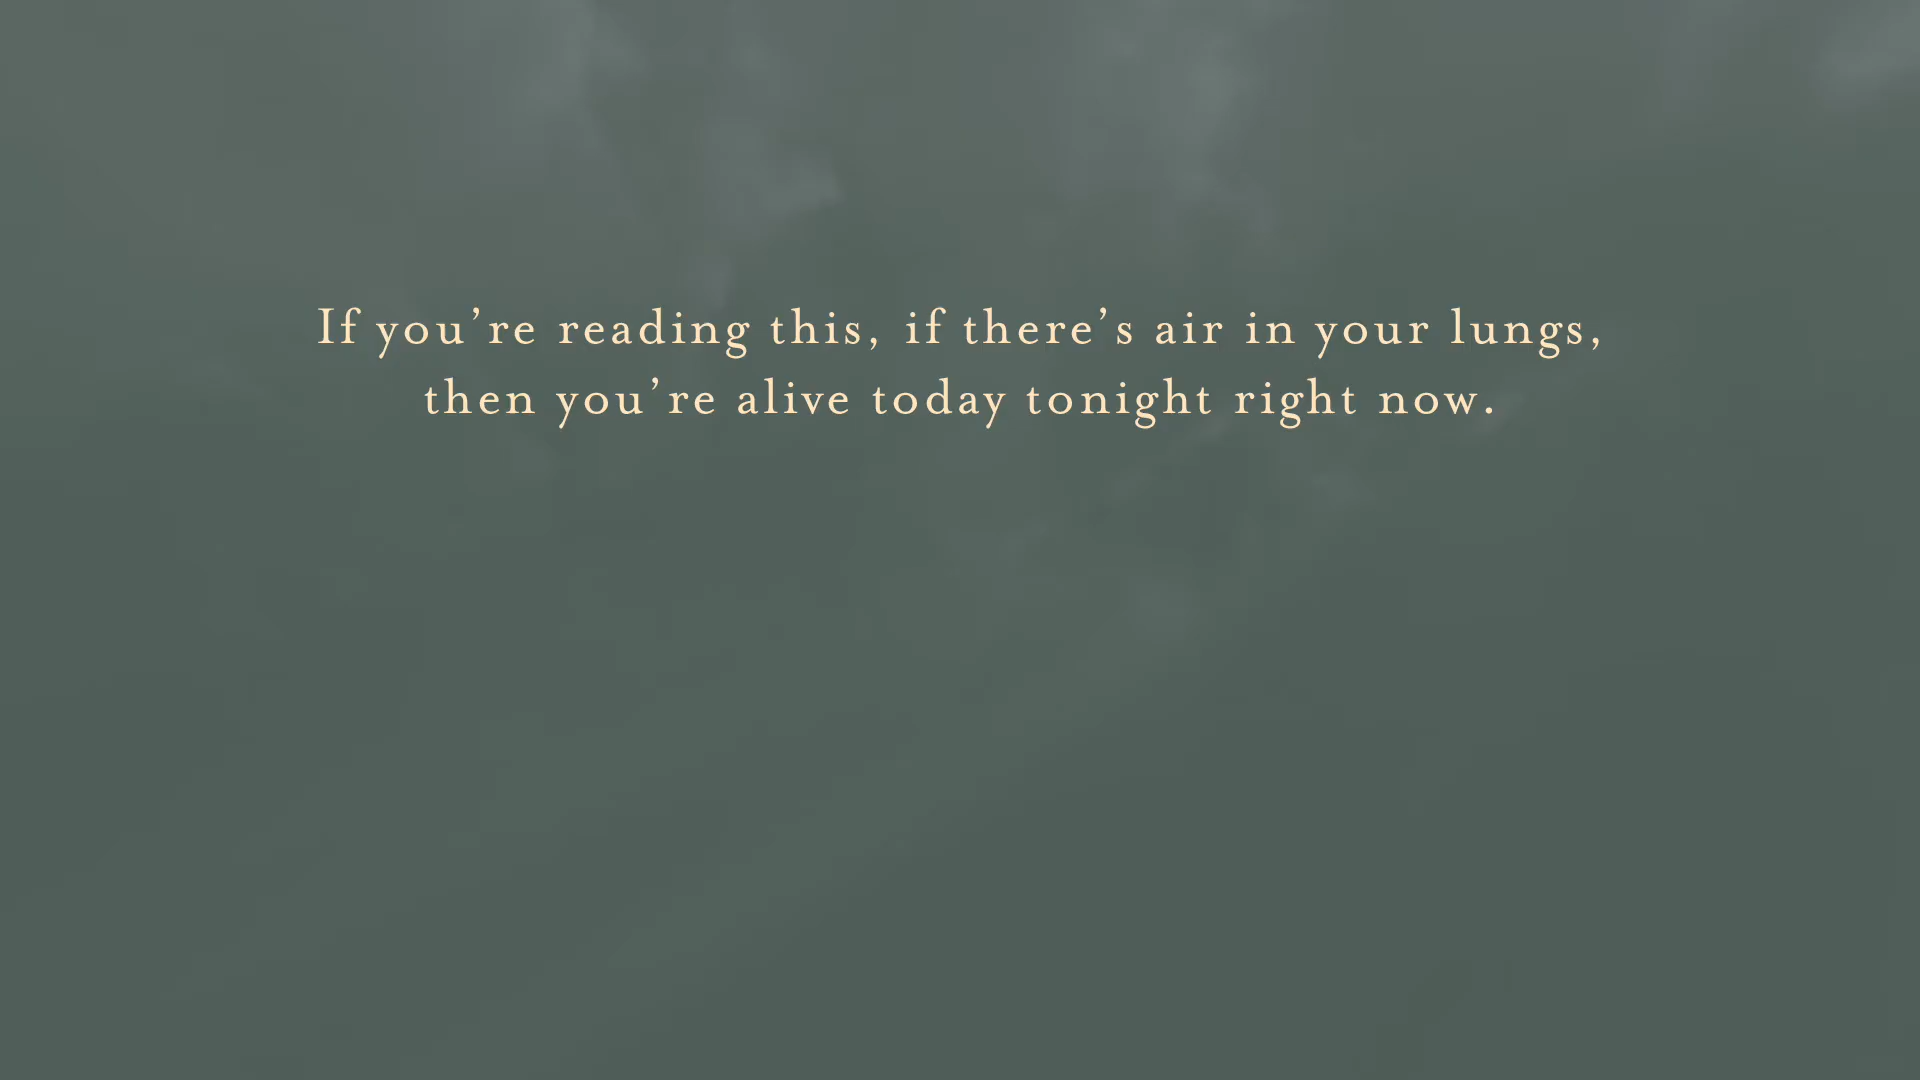 If you’re reading this, if there’s air in your lungs,
then you’re alive today tonight right now.